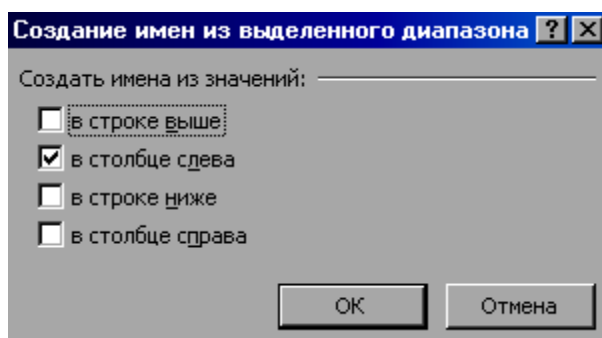 Создание имен из выделенного диапазона
Создать имена из значений:
в строке выше
в столбце слева
в строке ниже
в столбце справа
ОК Отмена